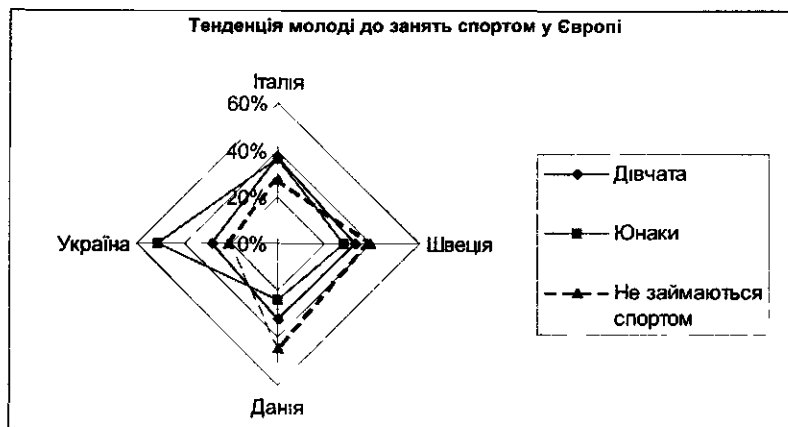 Тенденція молоді до занять спортом у Європі
Італія
60%
40%
20%
0%
Україна
Швеція
Данія
Дівчата
Юнаки
Не займаються
спортом